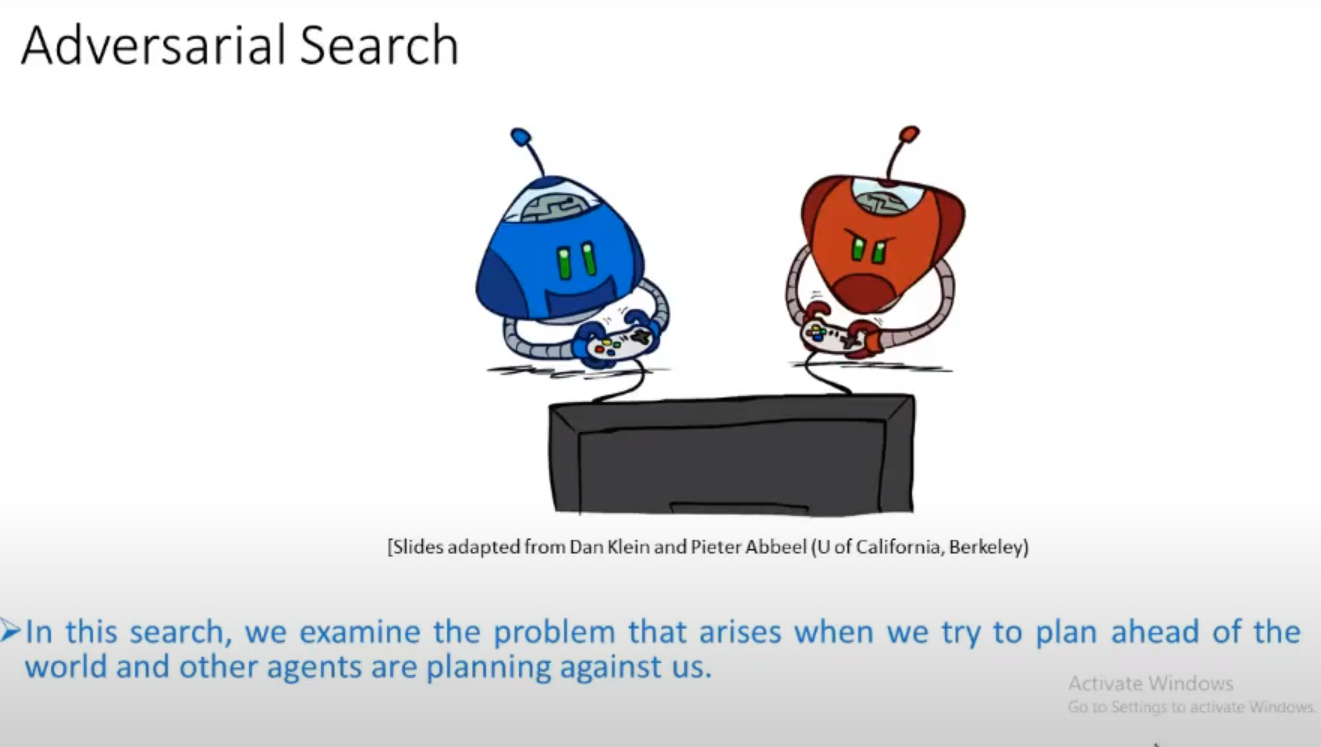 Adversarial Search
[Slides adapted from Dan Klein and Pieter Abbeel (U of California, Berkeley)
➢In this search, we examine the problem that arises when we try to plan ahead of the
world and other agents are planning against us.
Activate Windows
Go to Settings to activate Windows.